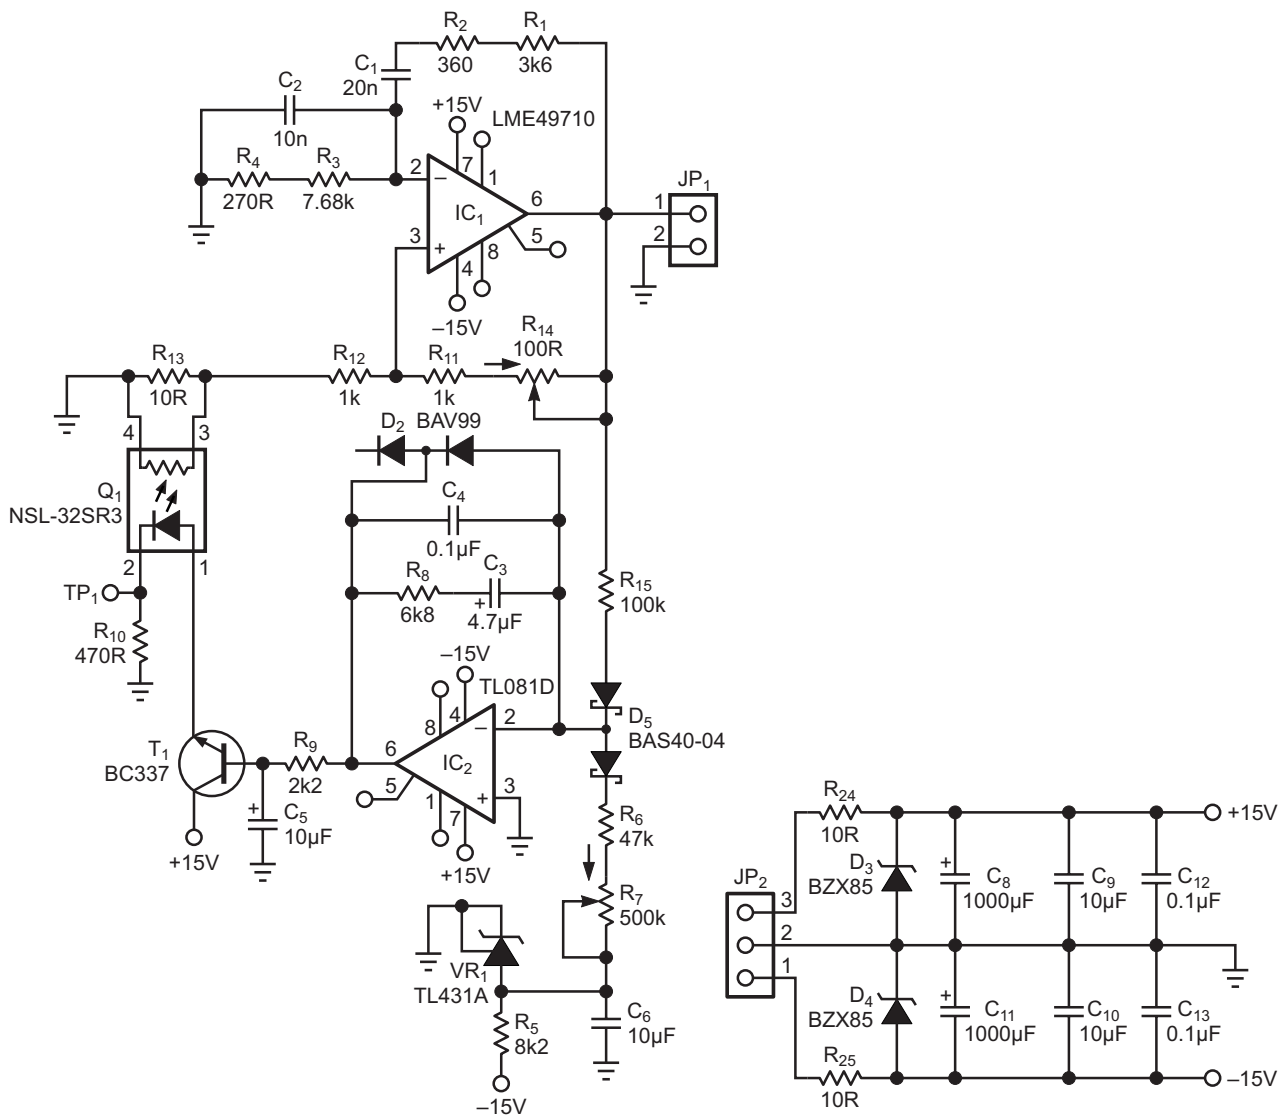 R2
R1
360
3k6
C1
20n
C2
10n
+15V
LME49710
R4
R3
270R
7.68k
2
7
1
–
IC1
6
3
+
4
8
5
–15V
JP1
1
2
R13
10R
R12
1k
R11
1k
R14
100R
4
3
Q1
NSL-32SR3
2
1
TP1
R10
470R
D2
BAV99
C4
0.1µF
R8
6k8
C3
+
4.7µF
R15
100k
–15V
TL081D
8
4
2
–
D5
BAS40-04
T1
BC337
R9
2k2
6
IC2
5
3
+
1
7
+15V
+
C5
10µF
+15V
R6
47k
R7
500k
VR1
TL431A
R5
8k2
C6
10µF
–15V
R24
10R
+15V
D3
BZX85
+
C8
1000µF
C9
10µF
C12
0.1µF
JP2
3
2
1
D4
BZX85
+
C11
1000µF
C10
10µF
C13
0.1µF
R25
10R
–15V